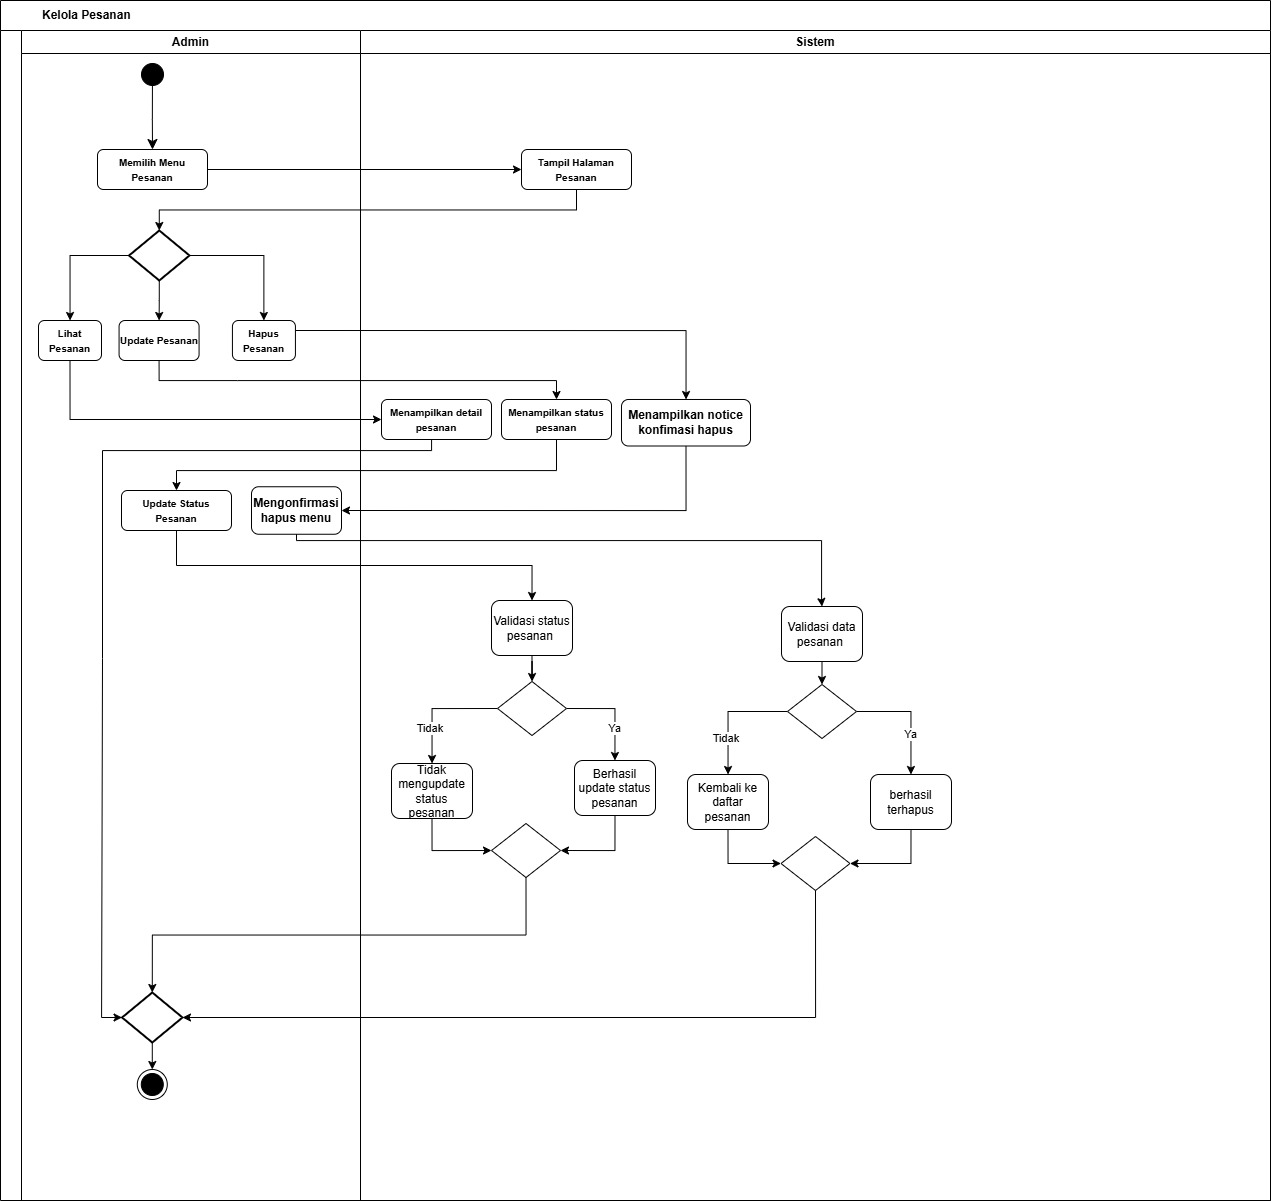 Kelola Pesanan
Admin
Sistem
Memilih Menu
Pesanan
Tampil Halaman
Pesanan
Lihat
Pesanan
Update Pesanan
Hapus
Pesanan
Menampilkan detail
pesanan
Menampilkan status
pesanan
Menampilkan notice
konfimasi hapus
Update Status
Pesanan
Mengonfirmasi
hapus menu
Validasi status
pesanan
Validasi data
pesanan
Tidak
Ya
Tidak
Ya
Tidak
mengupdate
status
pesanan
Berhasil
update status
pesanan
Kembali ke
daftar
pesanan
berhasil
terhapus